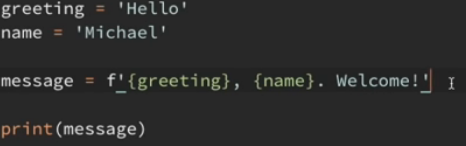 greeting = 'Hello'
name = 'Michael'
message = f'{greeting}, {name}. Welcome!'
print(message)